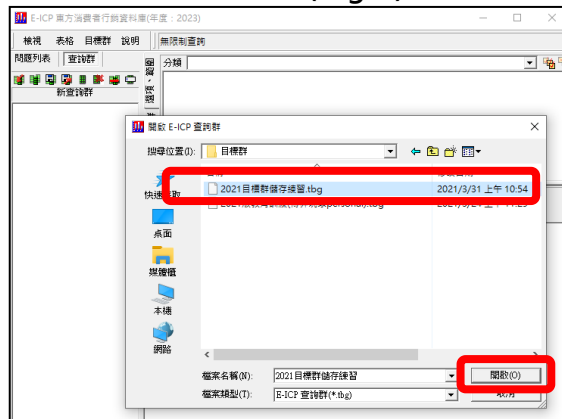 E-ICP 東方消費者行銷資料庫(年度：2023)
檢視 表格 目標群 說明 無限制查詢
問題列表 查詢群 分類
新查詢群
開啟 E-ICP 查詢群
搜尋位置(I): 目標群
快速存取
2021目標群儲存練習.tbg 2021/3/31 上午 10:54
桌面
媒體櫃
本機
網路
檔案名稱(N): 2021目標群儲存練習 開啟(O)
檔案類型(T): E-ICP 查詢群(*.tbg) 取消